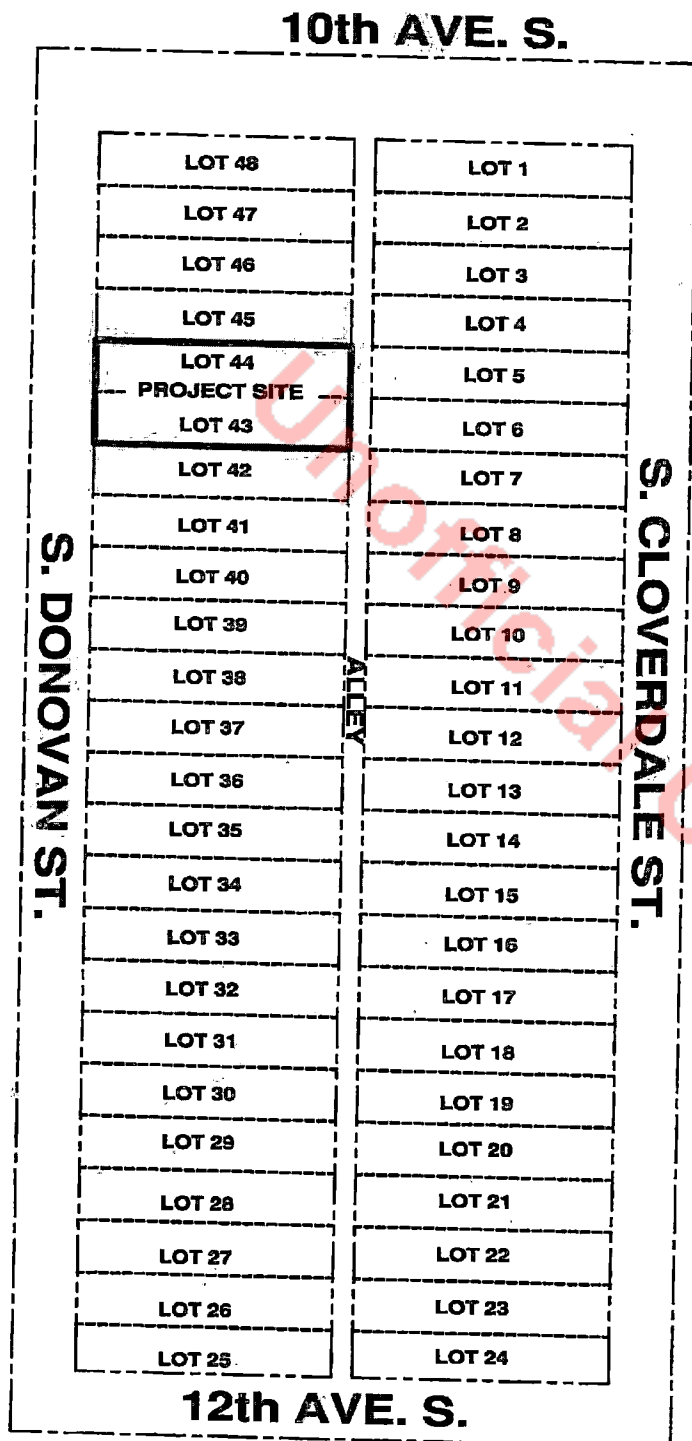 10th AVE. S.
LOT 48
LOT 47
LOT 46
LOT 45
LOT 44
PROJECT SITE
LOT 43
LOT 42
LOT 41
LOT 40
LOT 39
LOT 38
LOT 37
LOT 36
LOT 35
LOT 34
LOT 33
LOT 32
LOT 31
LOT 30
LOT 29
LOT 28
LOT 27
LOT 26
LOT 25
LOT 1
LOT 2
LOT 3
LOT 4
LOT 5
LOT 6
LOT 7
LOT 8
LOT 9
LOT 10
LOT 11
LOT 12
LOT 13
LOT 14
LOT 15
LOT 16
LOT 17
LOT 18
LOT 19
LOT 20
LOT 21
LOT 22
LOT 23
LOT 24
S. DONOVAN ST.
ALLEY
S. CLOVERDALE ST.
12th AVE. S.
Unofficial